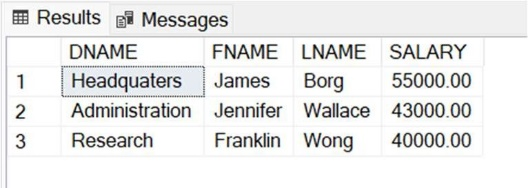 Results Messages
DNAME FNAME LNAME SALARY
1 Headquaters James Borg 55000.00
2 Administration Jennifer Wallace 43000.00
3 Research Franklin Wong 40000.00